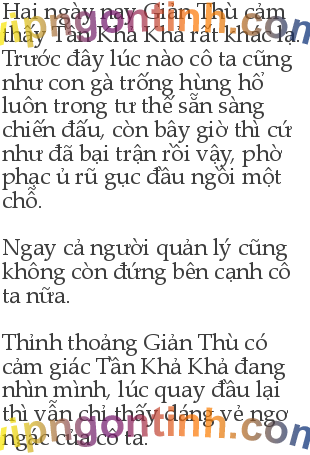 Hai ngày nay Giản Thù cảm
thấy Tần Khả Khả rất khác lạ.
Trước đây lúc nào cô ta cũng
như con gà trống hùng hổ
luôn trong tư thế sẵn sàng
chiến đấu, còn bây giờ thì cứ
như đã bại trận rồi vậy, phờ
phạc ủ rũ gục đầu ngồi một
chỗ.
Ngay cả người quản lý cũng
không còn đứng bên cạnh cô
ta nữa.
Thỉnh thoảng Giản Thù có
cảm giác Tần Khả Khả đang
nhìn mình, lúc quay đầu lại
thì vẫn chỉ thấy dáng vẻ ngơ
ngác của cô ta.
vipngontinh.com
vipngontinh.com